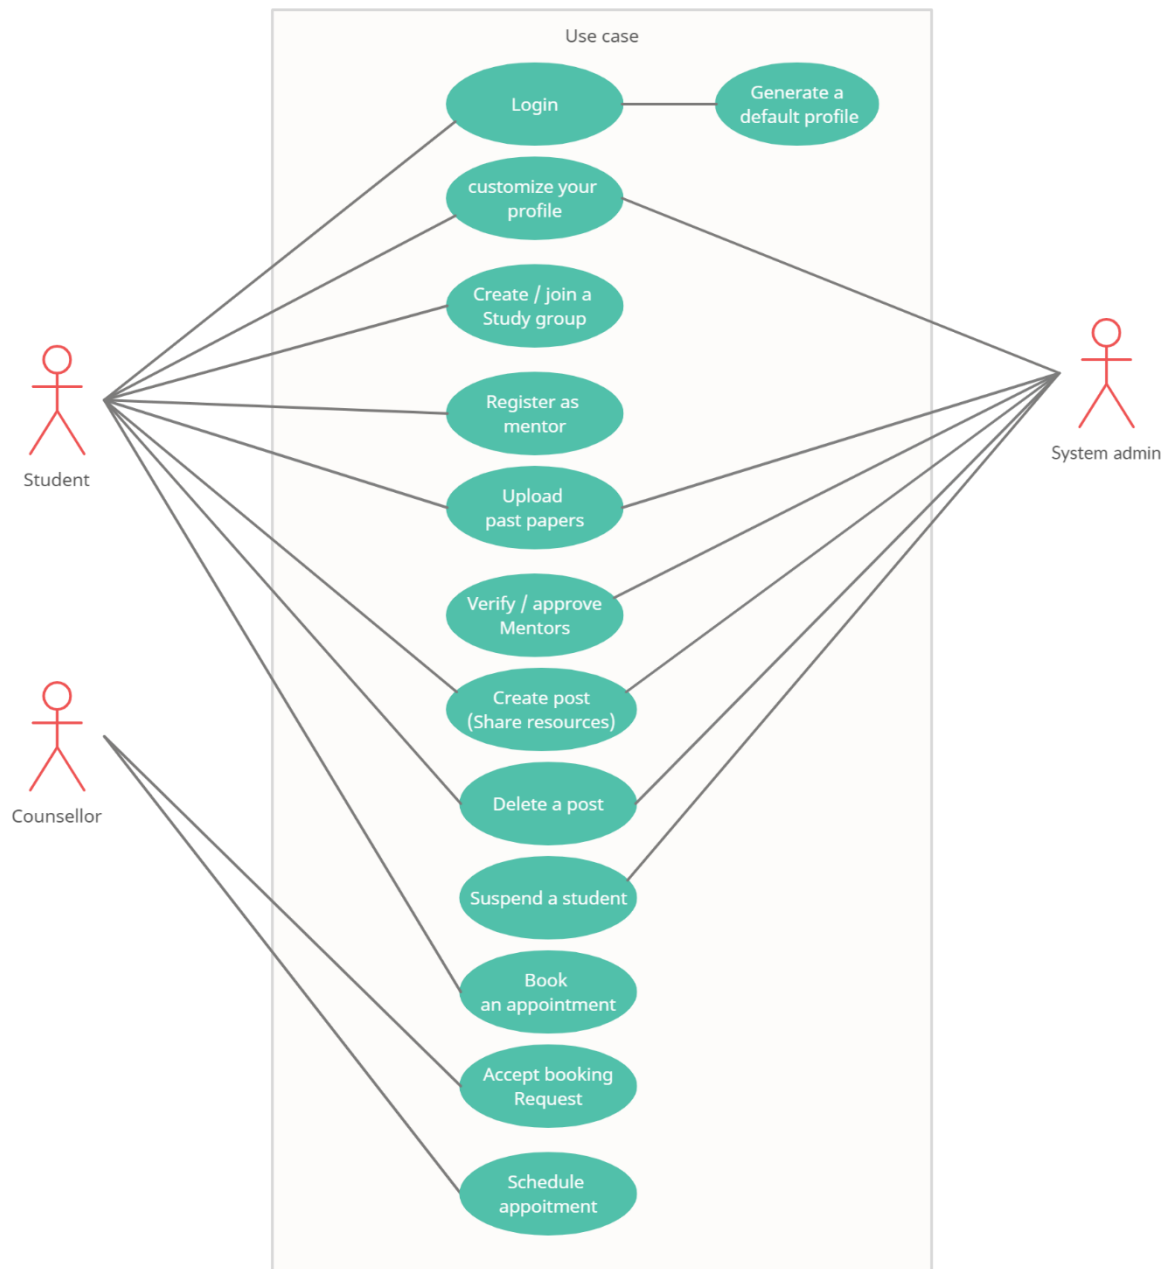 Use case
Login
Generate a
default profile
customize your
profile
Create / join a
Study group
Register as
mentor
Student
System admin
Upload
past papers
Verify / approve
Mentors
Create post
(Share resources)
Counsellor
Delete a post
Suspend a student
Book
an appointment
Accept booking
Request
Schedule
appoitment